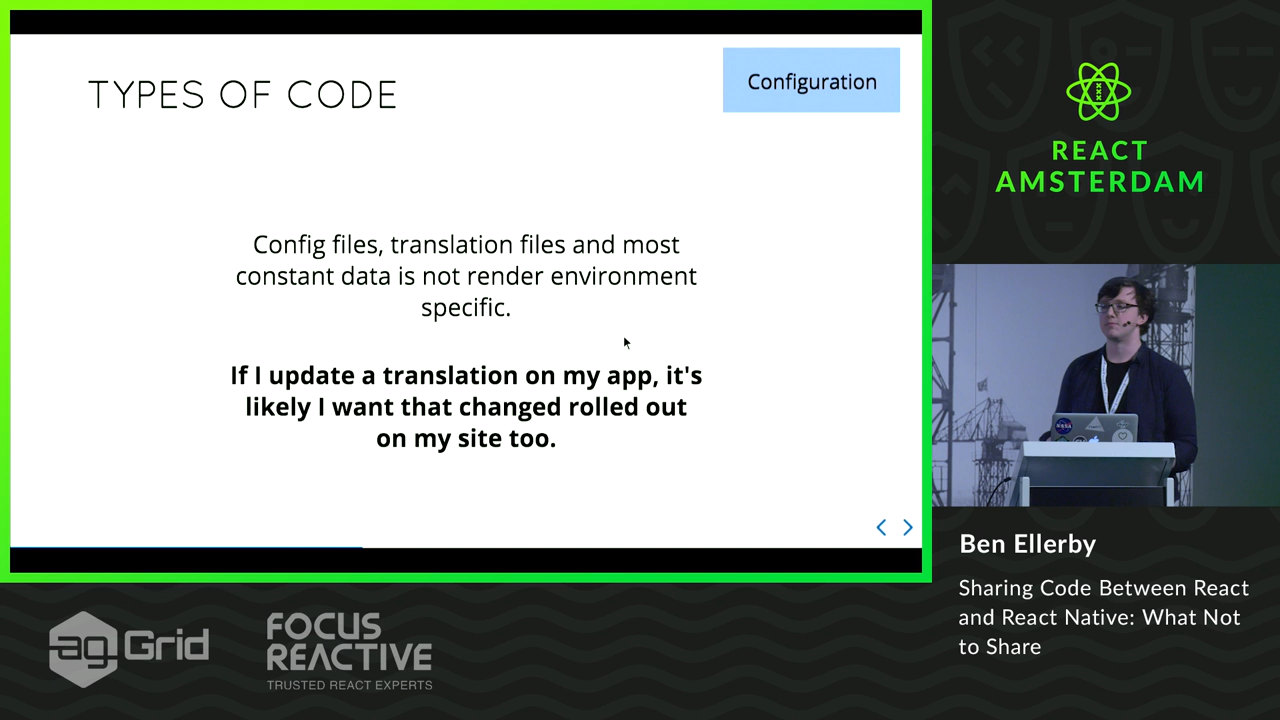 TYPES OF CODE
Configuration
Config files, translation files and most
constant data is not render environment
specific.
If I update a translation on my app, it's
likely I want that changed rolled out
on my site too.
REACT
AMSTERDAM
NASA
Ben Ellerby
Sharing Code Between React
and React Native: What Not
to Share
ag Grid
FOCUS
REACTIVE
TRUSTED REACT EXPERTS